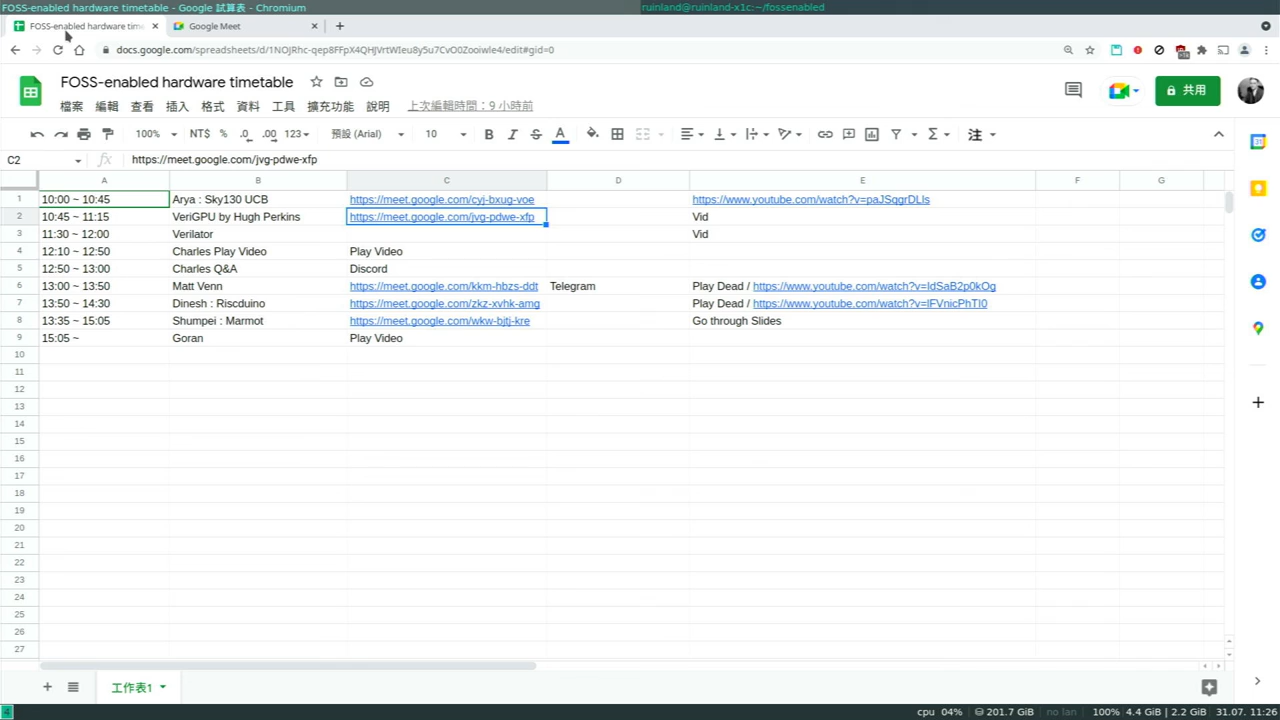 FOSS-enabled hardware timetable - Google 試算表 - Chromium
ruinland@ruinland-x1c:~/fossenabled
FOSS-enabled hardware time
Google Meet
docs.google.com/spreadsheets/d/1NOJRhc-qep8FFpX4QHJVrtWIeu8y5u7CvO0Zooiwle4/edit#gid=0
FOSS-enabled hardware timetable
共用
檔案 編輯 查看 插入 格式 資料 工具 擴充功能 說明 上次編輯時間：9 小時前
100% NT$ % .0 .00 123 預設 (Arial) 10 B I S A 注
C2 fx https://meet.google.com/jvg-pdwe-xfp
A B C D E F G
1 10:00 ~ 10:45 Arya : Sky130 UCB https://meet.google.com/cyj-bxug-voe https://www.youtube.com/watch?v=paJSqgrDLls
2 10:45 ~ 11:15 VeriGPU by Hugh Perkins https://meet.google.com/jvg-pdwe-xfp Vid
3 11:30 ~ 12:00 Verilator Vid
4 12:10 ~ 12:50 Charles Play Video Play Video
5 12:50 ~ 13:00 Charles Q&A Discord
6 13:00 ~ 13:50 Matt Venn https://meet.google.com/kkm-hbzs-ddt Telegram Play Dead / https://www.youtube.com/watch?v=IdSaB2p0kOg
7 13:50 ~ 14:30 Dinesh : Riscduino https://meet.google.com/zkz-xvhk-amg Play Dead / https://www.youtube.com/watch?v=lFVnicPhTI0
8 13:35 ~ 15:05 Shumpei : Marmot https://meet.google.com/wkw-bjtj-kre Go through Slides
9 15:05 ~ Goran Play Video
10
11
12
13
14
15
16
17
18
19
20
21
22
23
24
25
26
27
工作表1
4 cpu 04% 201.7 GiB no lan 100% 4.4 GiB | 2.2 GiB 31.07. 11:26